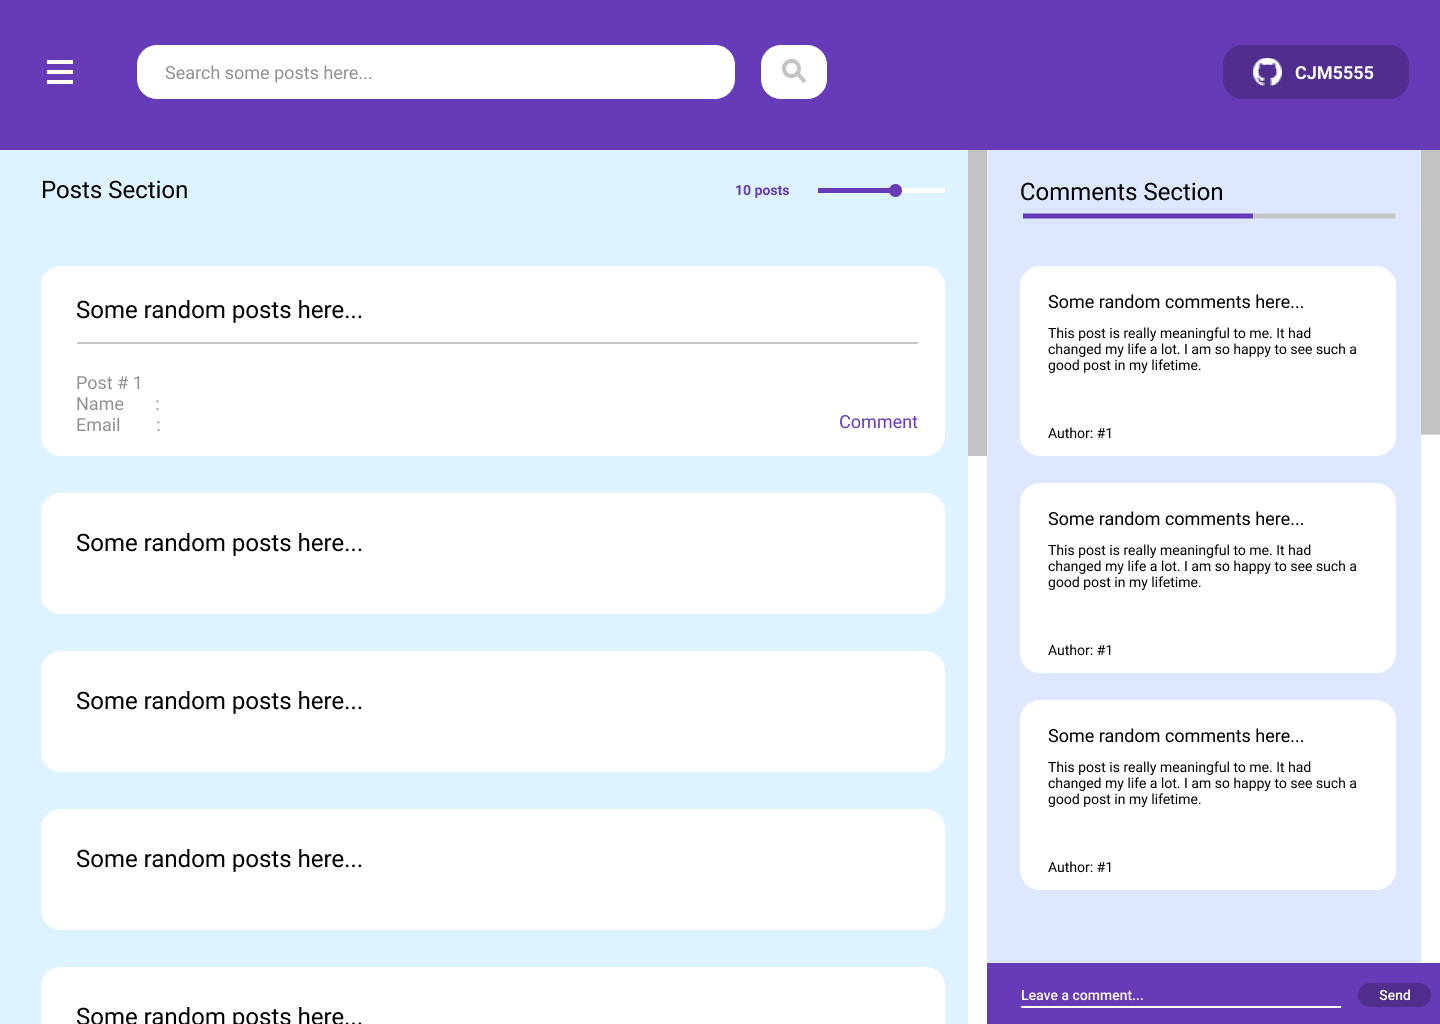 Search some posts here...
CJM5555
Posts Section
10 posts
Some random posts here...
Post # 1
Name :
Email :
Comment
Some random posts here...
Some random posts here...
Some random posts here...
Some random posts here...
Comments Section
Some random comments here...
This post is really meaningful to me. It had
changed my life a lot. I am so happy to see such a
good post in my lifetime.
Author: #1
Some random comments here...
This post is really meaningful to me. It had
changed my life a lot. I am so happy to see such a
good post in my lifetime.
Author: #1
Some random comments here...
This post is really meaningful to me. It had
changed my life a lot. I am so happy to see such a
good post in my lifetime.
Author: #1
Leave a comment...
Send